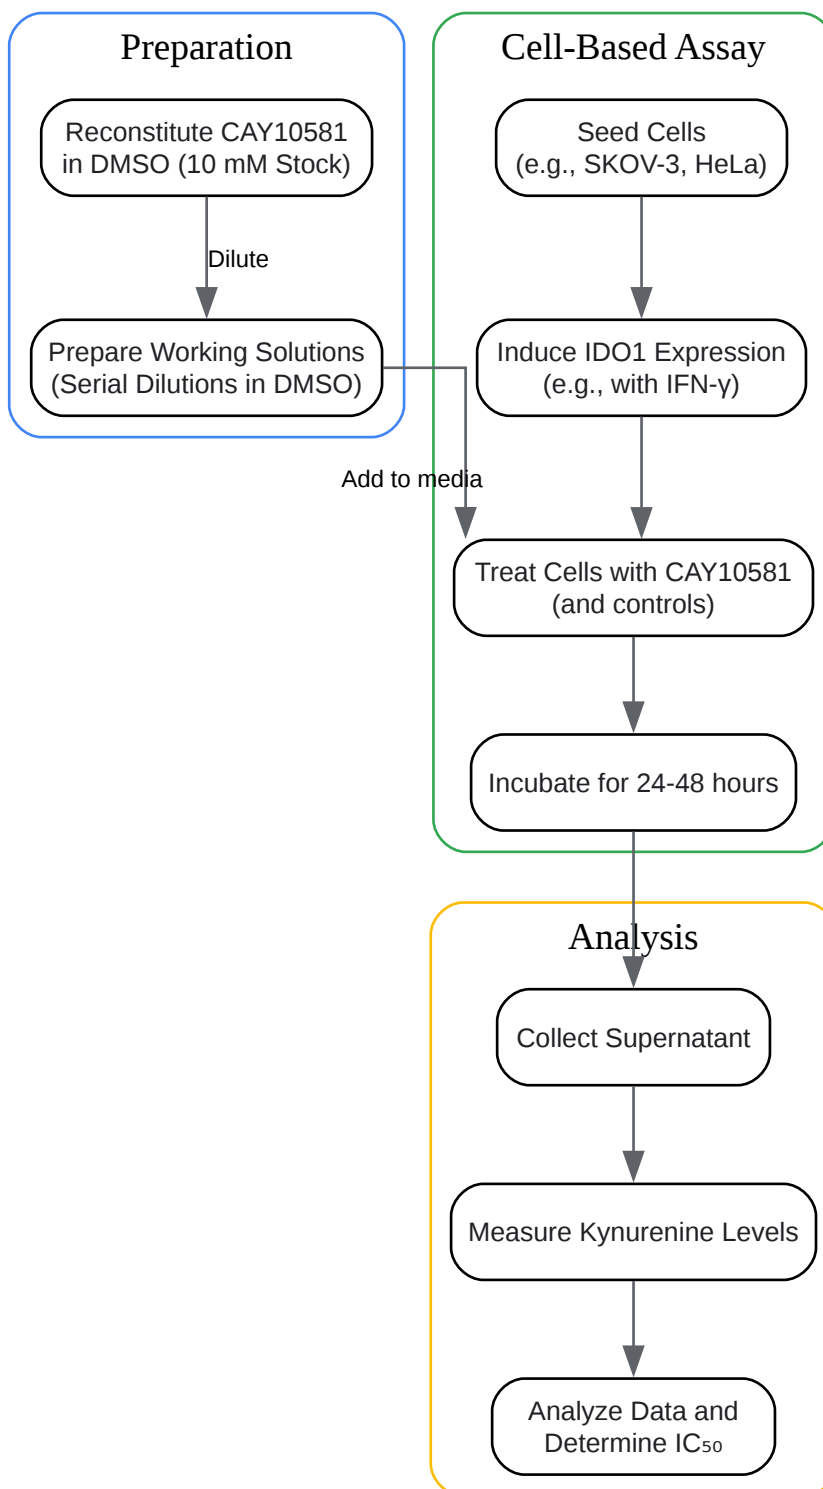 Preparation
Reconstitute CAY10581
in DMSO (10 mM Stock)
Dilute
Prepare Working Solutions
(Serial Dilutions in DMSO)
Add to media
Cell-Based Assay
Seed Cells
(e.g., SKOV-3, HeLa)
Induce IDO1 Expression
(e.g., with IFN-γ)
Treat Cells with CAY10581
(and controls)
Incubate for 24-48 hours
Analysis
Collect Supernatant
Measure Kynurenine Levels
Analyze Data and
Determine IC₅₀